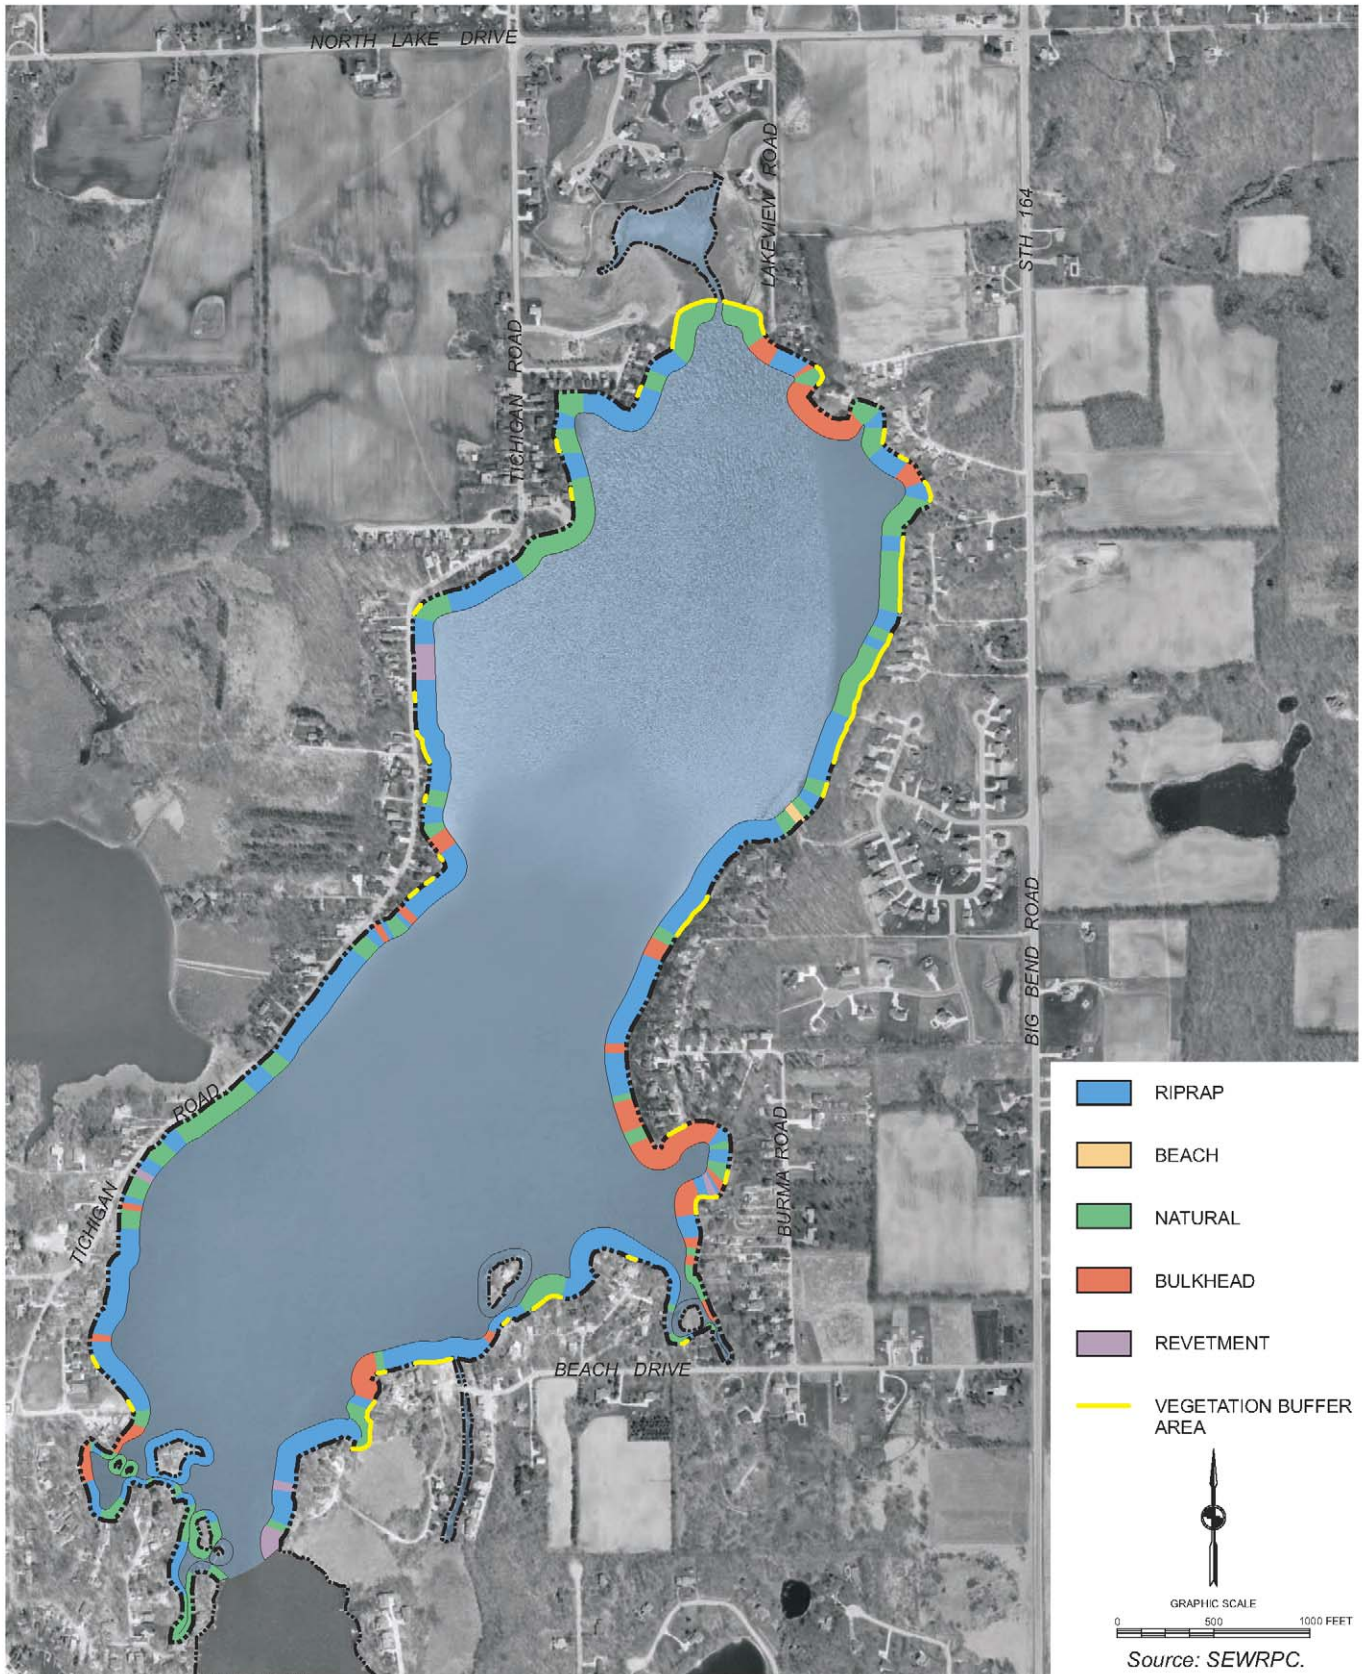 NORTH LAKE DRIVE
LAKEVIEW ROAD
STH 164
TICHIGAN ROAD
BIG BEND ROAD
TICHIGAN ROAD
BURMA ROAD
BEACH DRIVE
RIPRAP
BEACH
NATURAL
BULKHEAD
REVETMENT
VEGETATION BUFFER
AREA
GRAPHIC SCALE
0 500 1000 FEET
Source: SEWRPC.